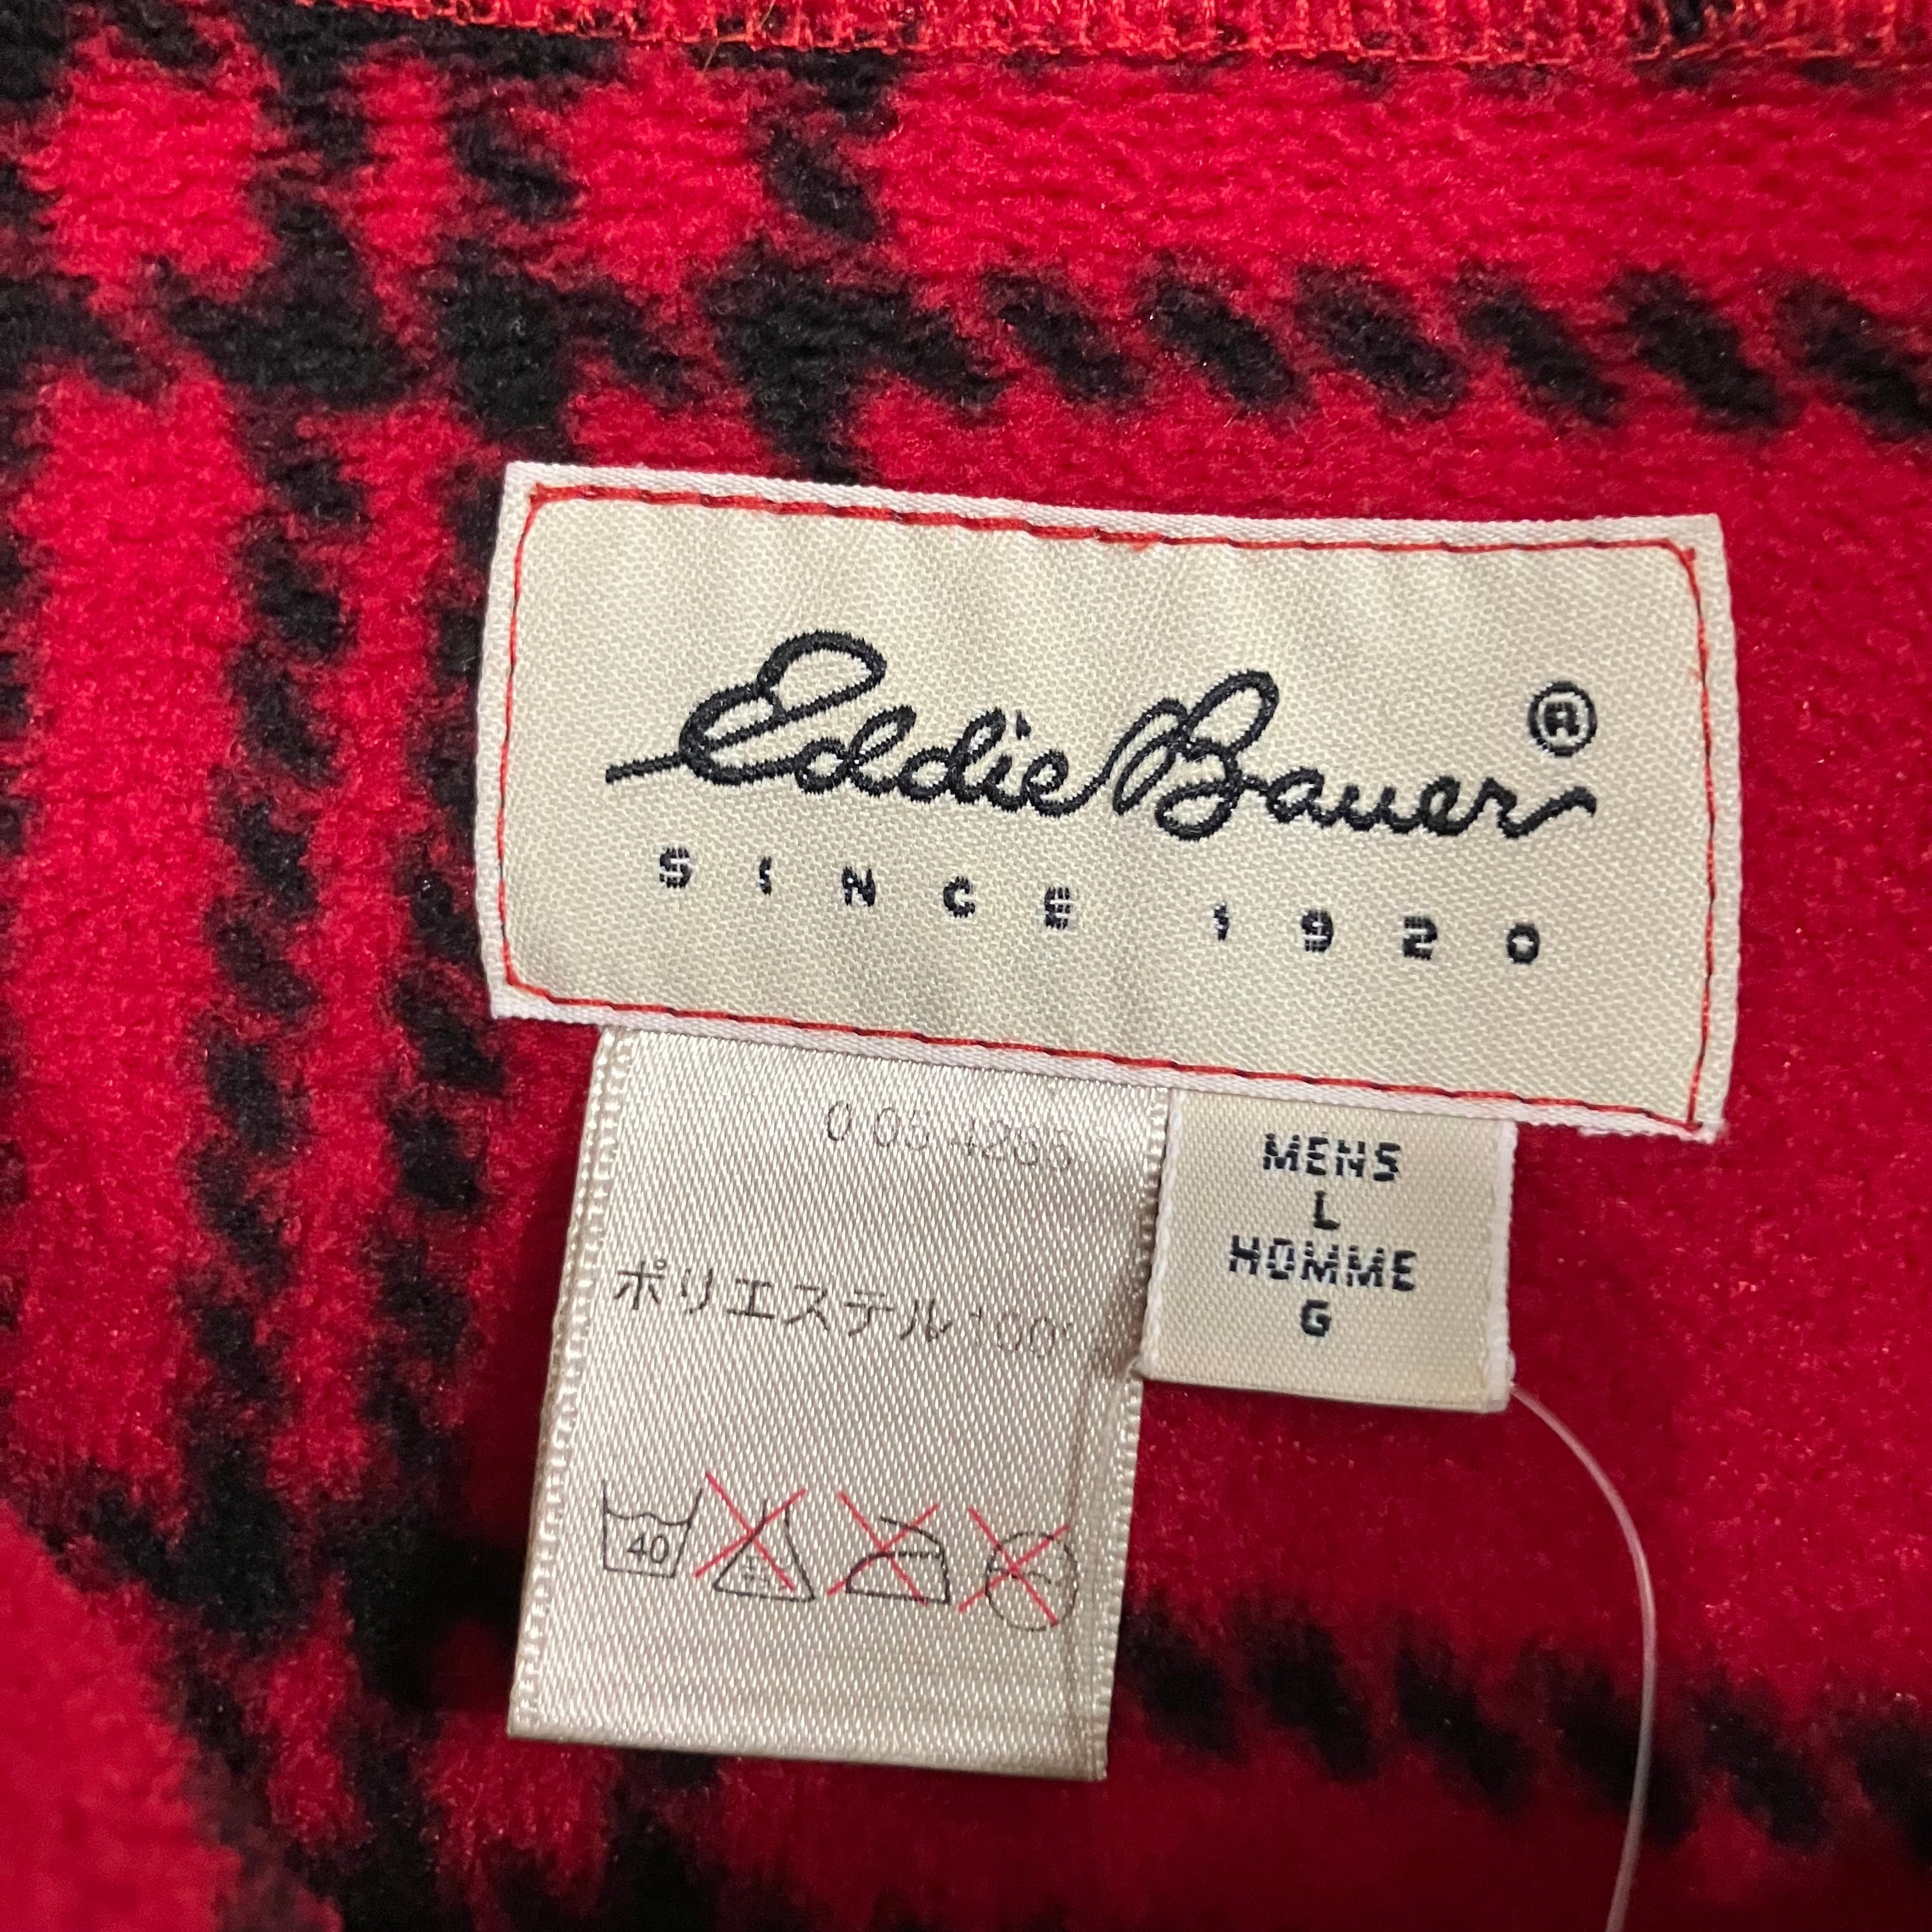 Eddie Bauer ®
SINCE 1920
MENS
L
HOMME
G
ポリエステル
40